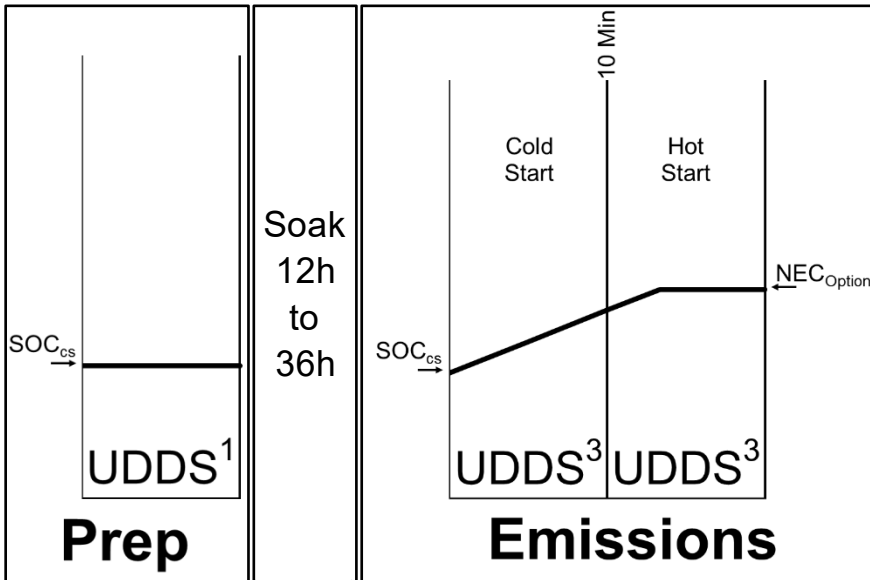 SOCcs
UDDS¹
Prep
Soak
12h
to
36h
10 Min
Cold
Start
Hot
Start
NECOption
SOCcs
UDDS³
UDDS³
Emissions